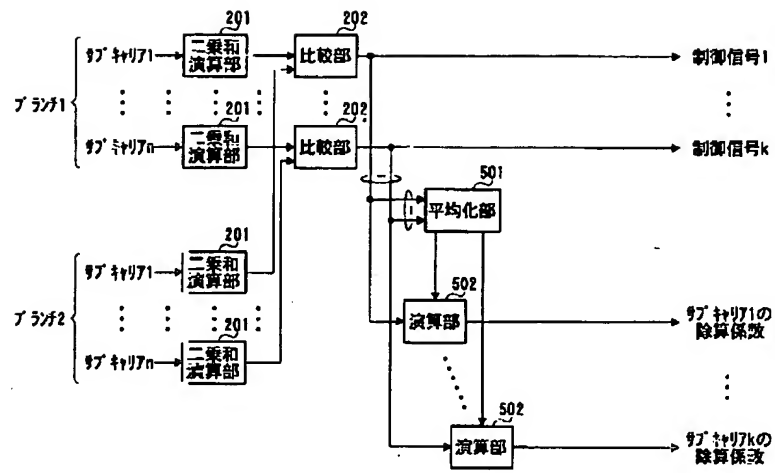 201
202
サブキャリア1
二乗和
演算部
比較部
制御信号1
ブランチ1
201
202
サブキャリアn
二乗和
演算部
比較部
制御信号k
501
平均化部
201
サブキャリア1
二乗和
演算部
502
ブランチ2
演算部
サブキャリア1の
除算係数
201
サブキャリアn
二乗和
演算部
502
演算部
サブキャリアkの
除算係数